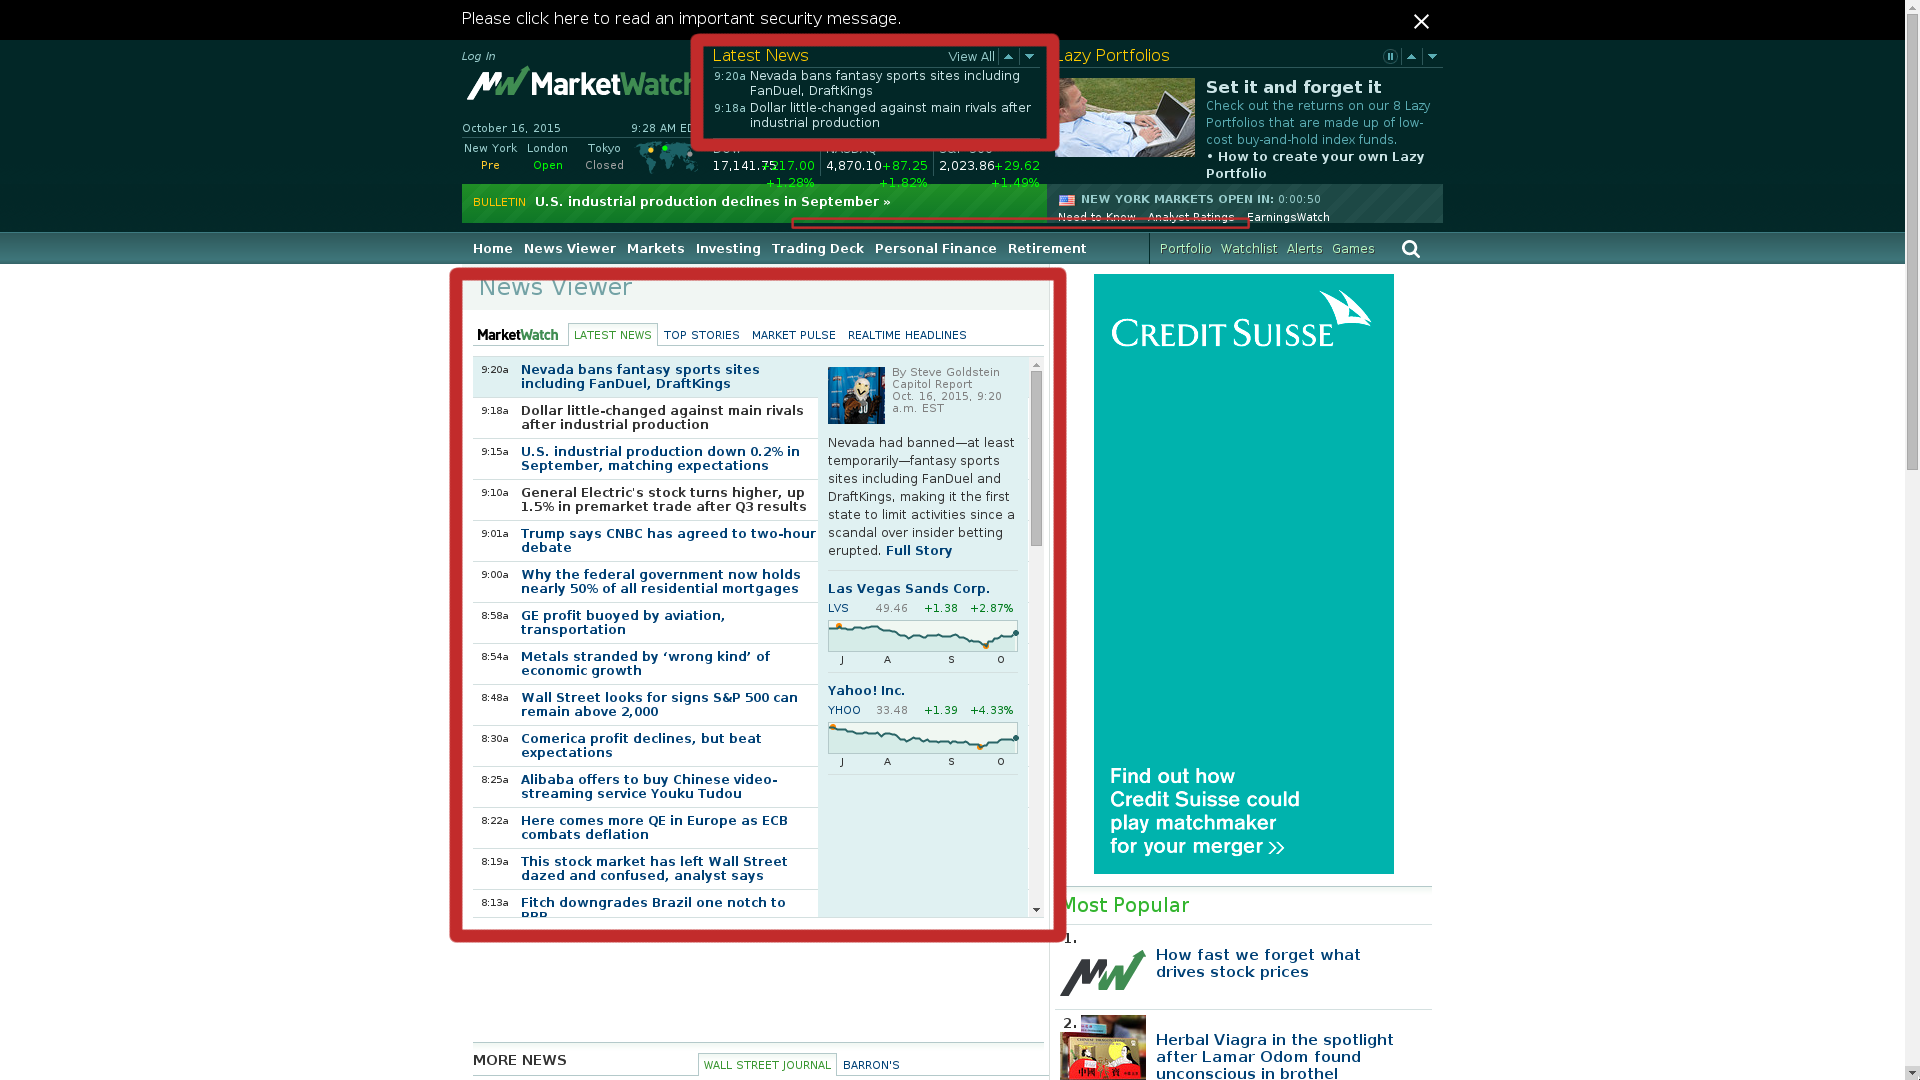 Please click here to read an important security message.
Log In
MarketWatch
October 16, 2015
9:28 AM ED
New York London Tokyo
Pre Open Closed
Latest News View All
9:20a Nevada bans fantasy sports sites including
FanDuel, DraftKings
9:18a Dollar little-changed against main rivals after
industrial production
17,141.75 +217.00 4,870.10 +87.25 2,023.86 +29.62
+1.28% +1.82% +1.49%
Lazy Portfolios
Set it and forget it
Check out the returns on our 8 Lazy
Portfolios that are made up of low-
cost buy-and-hold index funds.
• How to create your own Lazy
Portfolio
BULLETIN U.S. industrial production declines in September »
NEW YORK MARKETS OPEN IN: 0:00:50
Need to Know Analyst Ratings EarningsWatch
Home News Viewer Markets Investing Trading Deck Personal Finance Retirement
Portfolio Watchlist Alerts Games
News Viewer
MarketWatch LATEST NEWS TOP STORIES MARKET PULSE REALTIME HEADLINES
9:20a Nevada bans fantasy sports sites
including FanDuel, DraftKings
9:18a Dollar little-changed against main rivals
after industrial production
9:15a U.S. industrial production down 0.2% in
September, matching expectations
9:10a General Electric's stock turns higher, up
1.5% in premarket trade after Q3 results
9:01a Trump says CNBC has agreed to two-hour
debate
9:00a Why the federal government now holds
nearly 50% of all residential mortgages
8:58a GE profit buoyed by aviation,
transportation
8:54a Metals stranded by ‘wrong kind’ of
economic growth
8:48a Wall Street looks for signs S&P 500 can
remain above 2,000
8:30a Comerica profit declines, but beat
expectations
8:25a Alibaba offers to buy Chinese video-
streaming service Youku Tudou
8:22a Here comes more QE in Europe as ECB
combats deflation
8:19a This stock market has left Wall Street
dazed and confused, analyst says
8:13a Fitch downgrades Brazil one notch to
By Steve Goldstein
Capitol Report
Oct. 16, 2015, 9:20
a.m. EST
Nevada had banned—at least
temporarily—fantasy sports
sites including FanDuel and
DraftKings, making it the first
state to limit activities since a
scandal over insider betting
erupted. Full Story
Las Vegas Sands Corp.
LVS 49.46 +1.38 +2.87%
J A S O
Yahoo! Inc.
YHOO 33.48 +1.39 +4.33%
J A S O
CREDIT SUISSE
Find out how
Credit Suisse could
play matchmaker
for your merger »
Most Popular
1.
How fast we forget what
drives stock prices
2.
Herbal Viagra in the spotlight
after Lamar Odom found
unconscious in brothel
MORE NEWS WALL STREET JOURNAL BARRON'S